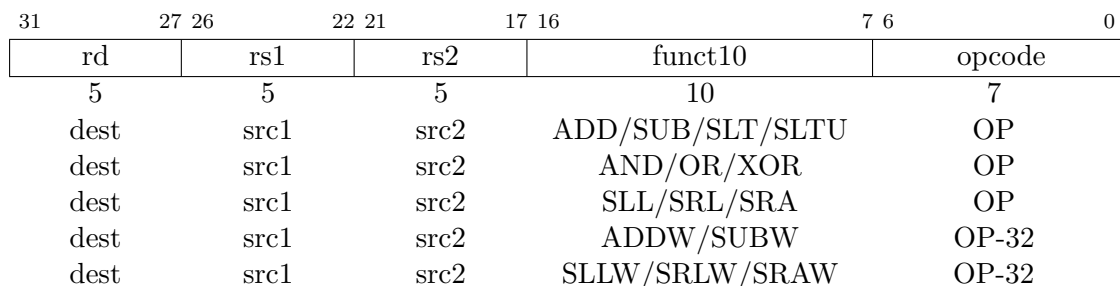 31 27 26 22 21 17 16 7 6 0
rd rs1 rs2 funct10 opcode
5 5 5 10 7
dest src1 src2 ADD/SUB/SLT/SLTU OP
dest src1 src2 AND/OR/XOR OP
dest src1 src2 SLL/SRL/SRA OP
dest src1 src2 ADDW/SUBW OP-32
dest src1 src2 SLLW/SRLW/SRAW OP-32